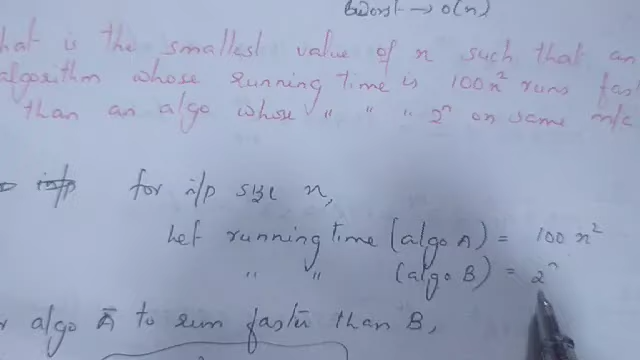 Worst → O(n)
hat is the smallest value of n such that an
algorithm whose running time is 100n² runs fas
than an algo whose " " " 2ⁿ on same m/c
for i/p size n,
Let running time (algo A) = 100 n²
" " (algo B) = 2ⁿ
algo A to run faster than B,